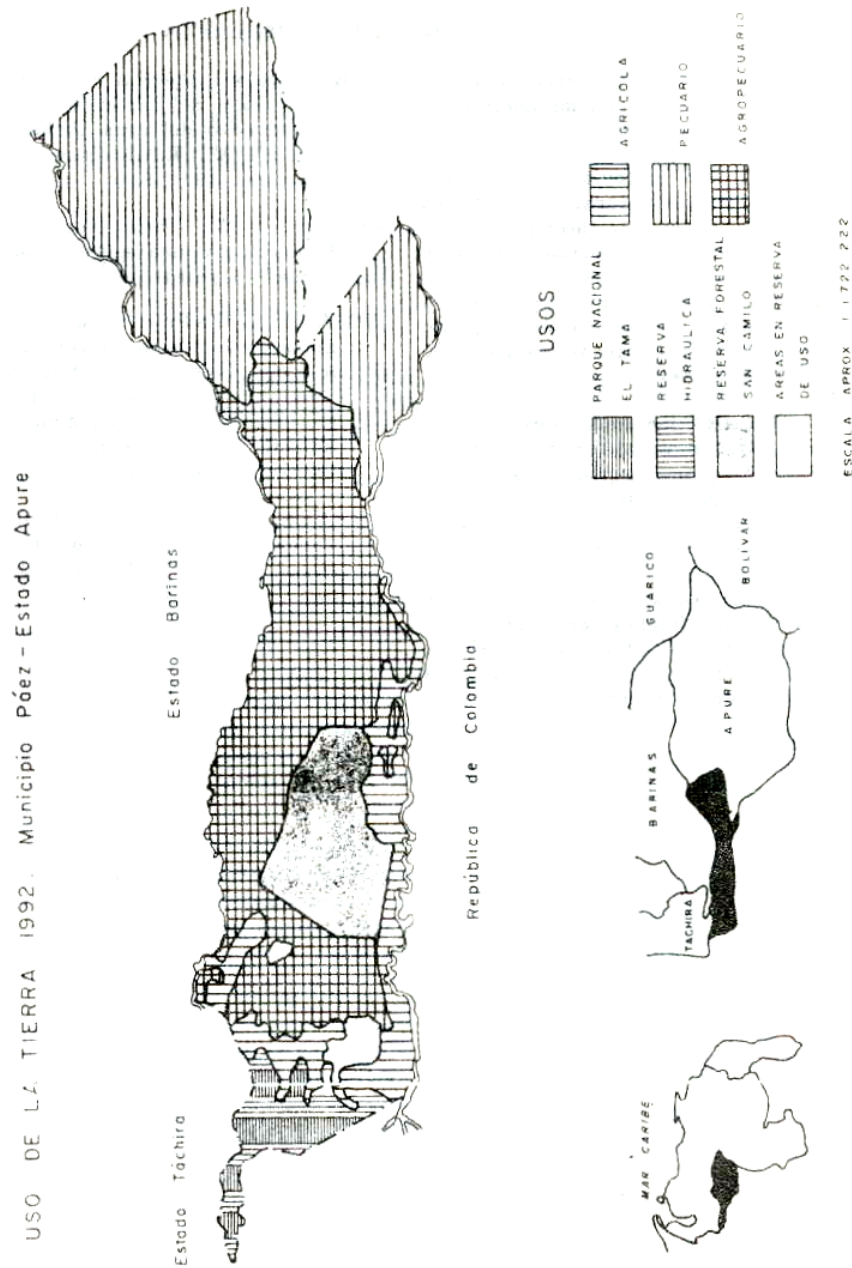 USO DE LA TIERRA 1992. Municipio Páez - Estado Apure
Estado Táchira
Estado Barinas
República de Colombia
USOS
PARQUE NACIONAL
EL TAMA
RESERVA
HIDRAULICA
RESERVA FORESTAL
SAN CAMILO
AREAS EN RESERVA
DE USO
AGRICOLA
PECUARIO
AGROPECUARIO
ESCALA APROX 1 1 722 222
MAR CARIBE
TACHIRA
BARINAS
GUARICO
APURE
BOLIVAR